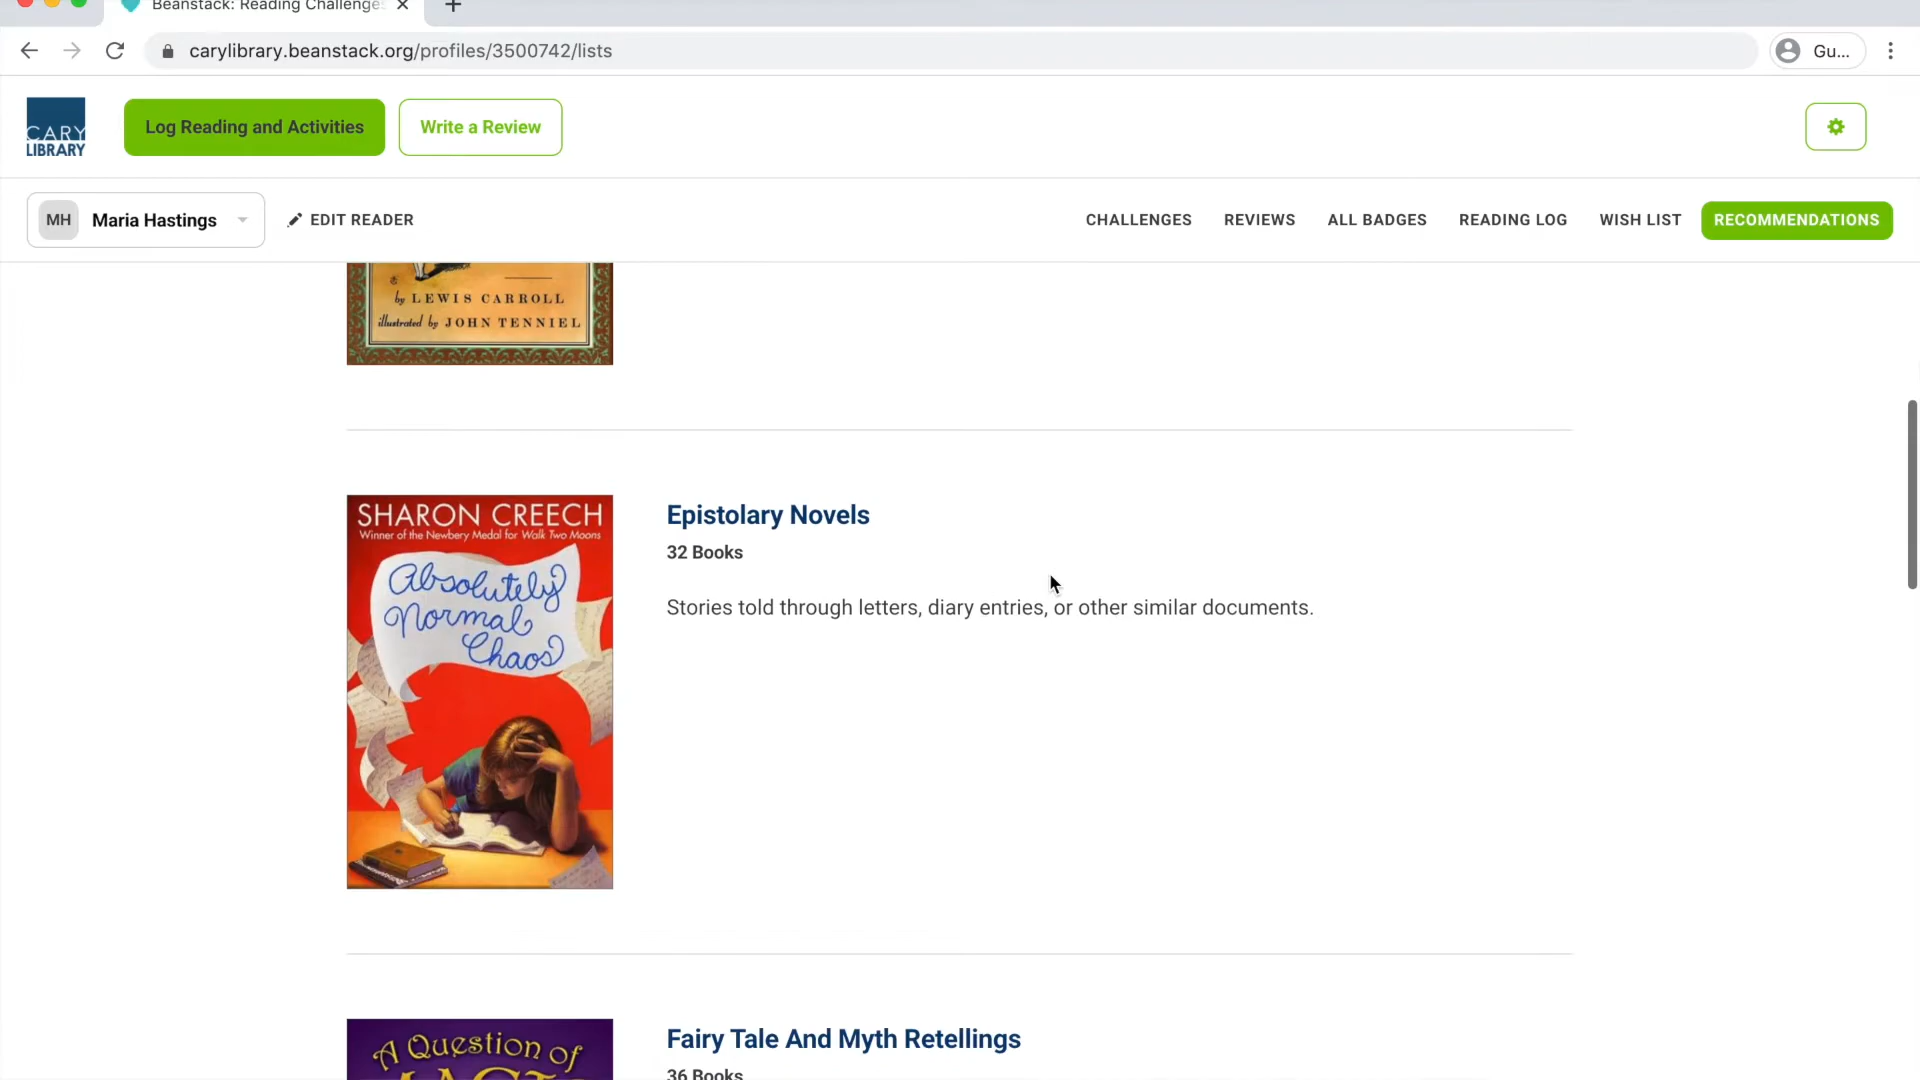 Beanstack: Reading Challenges
carylibrary.beanstack.org/profiles/3500742/lists
Gu...
CARY
LIBRARY
Log Reading and Activities
Write a Review
MH
Maria Hastings
EDIT READER
CHALLENGES
REVIEWS
ALL BADGES
READING LOG
WISH LIST
RECOMMENDATIONS
by LEWIS CARROLL
illustrated by JOHN TENNIEL
SHARON CREECH
Winner of the Newbery Medal for Walk Two Moons
Absolutely
Normal
Chaos
Epistolary Novels
32 Books
Stories told through letters, diary entries, or other similar documents.
A Question of
Fairy Tale And Myth Retellings
36 Books